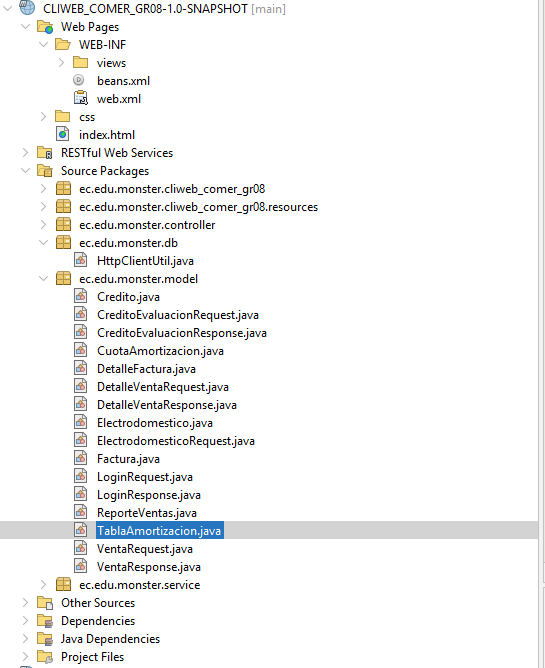 CLIWEB_COMER_GR08-1.0-SNAPSHOT [main]
Web Pages
WEB-INF
views
beans.xml
web.xml
css
index.html
RESTful Web Services
Source Packages
ec.edu.monster.cliweb_comer_gr08
ec.edu.monster.cliweb_comer_gr08.resources
ec.edu.monster.controller
ec.edu.monster.db
HttpClientUtil.java
ec.edu.monster.model
Credito.java
CreditoEvaluacionRequest.java
CreditoEvaluacionResponse.java
CuotaAmortizacion.java
DetalleFactura.java
DetalleVentaRequest.java
DetalleVentaResponse.java
Electrodomestico.java
ElectrodomesticoRequest.java
Factura.java
LoginRequest.java
LoginResponse.java
ReporteVentas.java
TablaAmortizacion.java
VentaRequest.java
VentaResponse.java
ec.edu.monster.service
Other Sources
Dependencies
Java Dependencies
Project Files